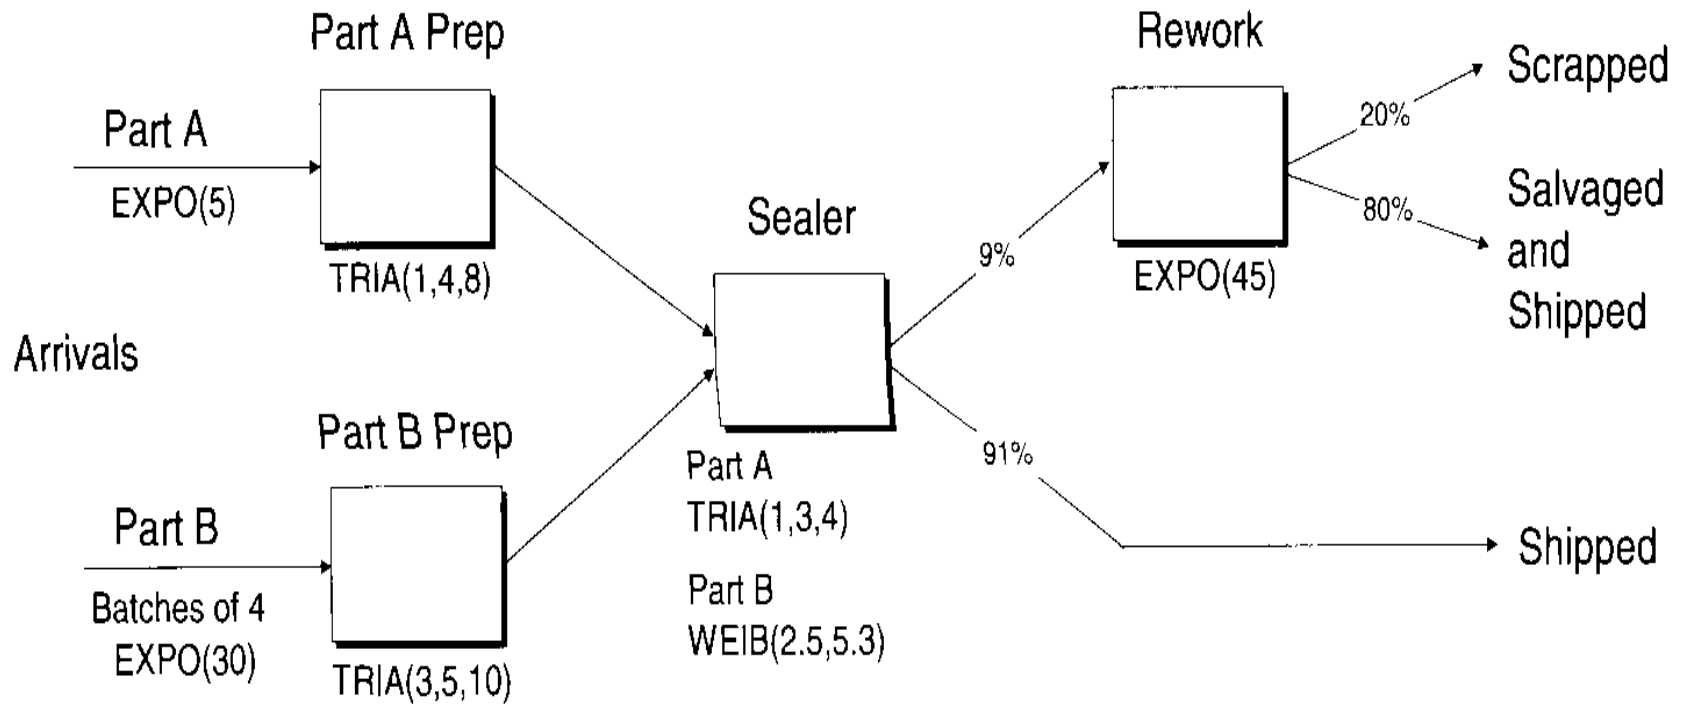 Part A Prep
Rework
Scrapped
Part A
20%
EXPO(5)
Salvaged
and
Shipped
80%
Sealer
9%
TRIA(1,4,8)
EXPO(45)
Arrivals
Part B Prep
91%
Part A
TRIA(1,3,4)
Part B
Shipped
Batches of 4
EXPO(30)
Part B
WEIB(2.5,5.3)
TRIA(3,5,10)